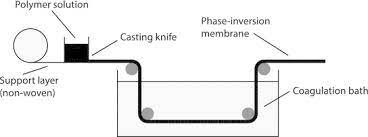 Polymer solution
Casting knife
Phase-inversion
membrane
Support layer
(non-woven)
Coagulation bath